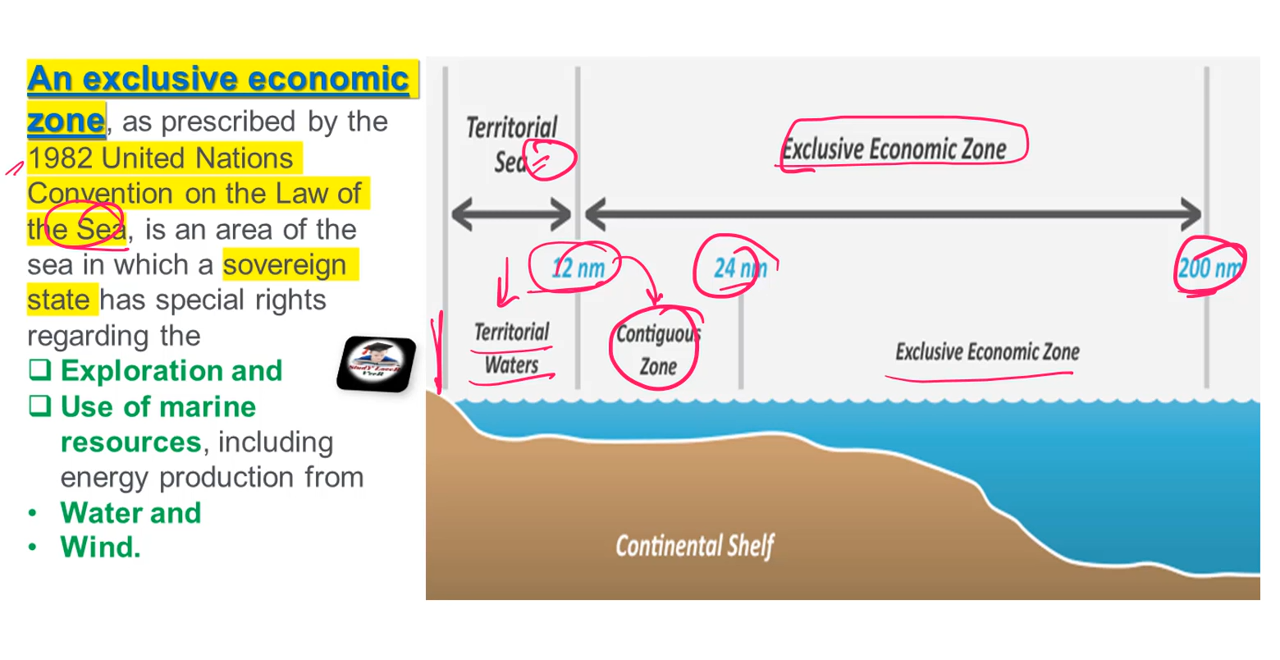 An exclusive economic
zone, as prescribed by the
1982 United Nations
Convention on the Law of
the Sea, is an area of the
sea in which a sovereign
state has special rights
regarding the
❑ Exploration and
❑ Use of marine
resources, including
energy production from
• Water and
• Wind.
Territorial
Sea
Exclusive Economic Zone
12 nm
24 nm
200 nm
Territorial
Waters
Contiguous
Zone
Exclusive Economic Zone
Continental Shelf